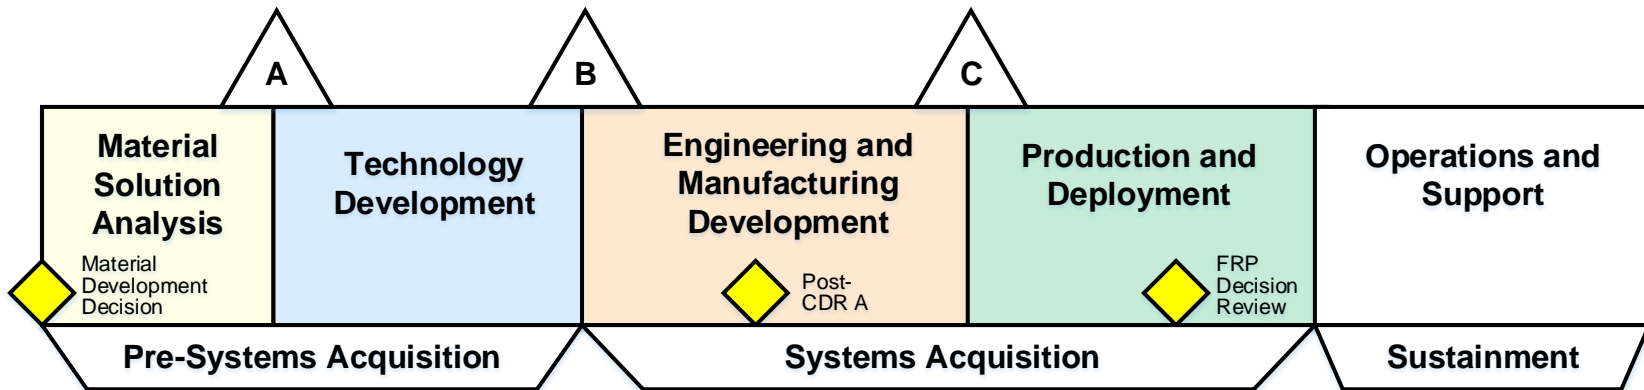 A
B
C
Material
Solution
Analysis
Technology
Development
Engineering and
Manufacturing
Development
Production and
Deployment
Operations and
Support
Material
Development
Decision
Post-
CDR A
FRP
Decision
Review
Pre-Systems Acquisition
Systems Acquisition
Sustainment